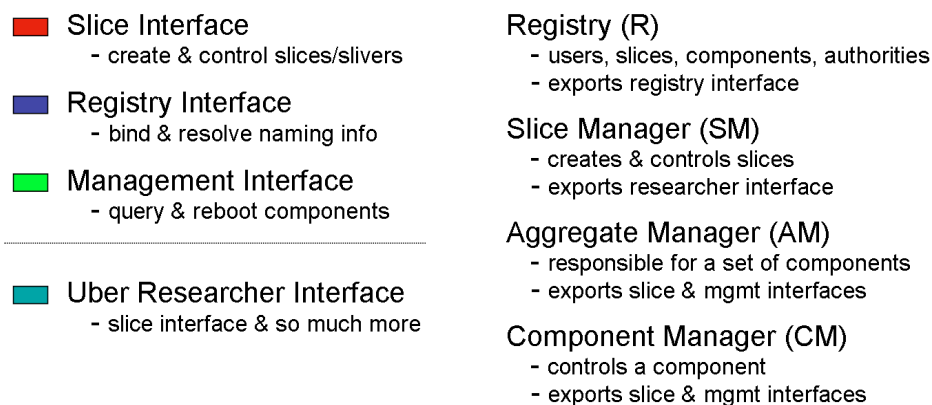 Slice Interface
- create & control slices/slivers
Registry Interface
- bind & resolve naming info
Management Interface
- query & reboot components
Uber Researcher Interface
- slice interface & so much more
Registry (R)
- users, slices, components, authorities
- exports registry interface
Slice Manager (SM)
- creates & controls slices
- exports researcher interface
Aggregate Manager (AM)
- responsible for a set of components
- exports slice & mgmt interfaces
Component Manager (CM)
- controls a component
- exports slice & mgmt interfaces